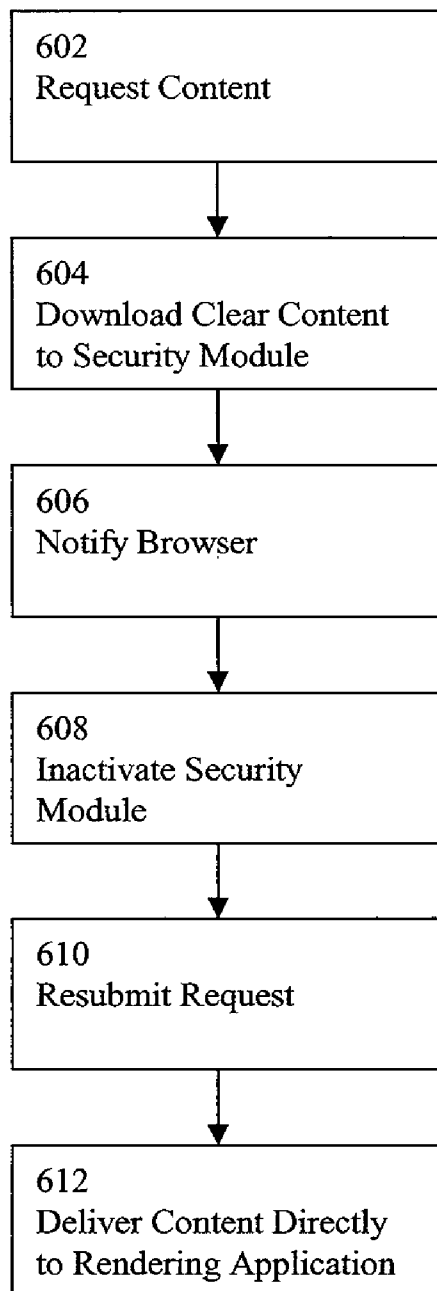 602
Request Content
604
Download Clear Content
to Security Module
606
Notify Browser
608
Inactivate Security
Module
610
Resubmit Request
612
Deliver Content Directly
to Rendering Application